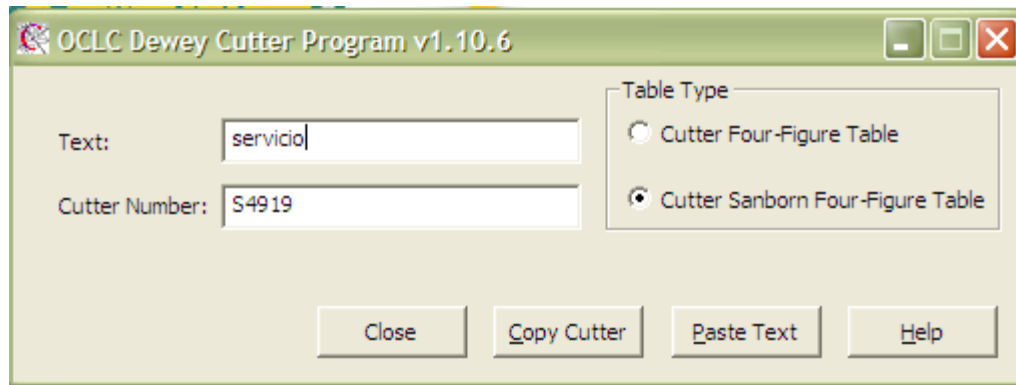 OCLC Dewey Cutter Program v1.10.6
Table Type
Text: servicio
Cutter Four-Figure Table
Cutter Number: S4919
Cutter Sanborn Four-Figure Table
Close Copy Cutter Paste Text Help